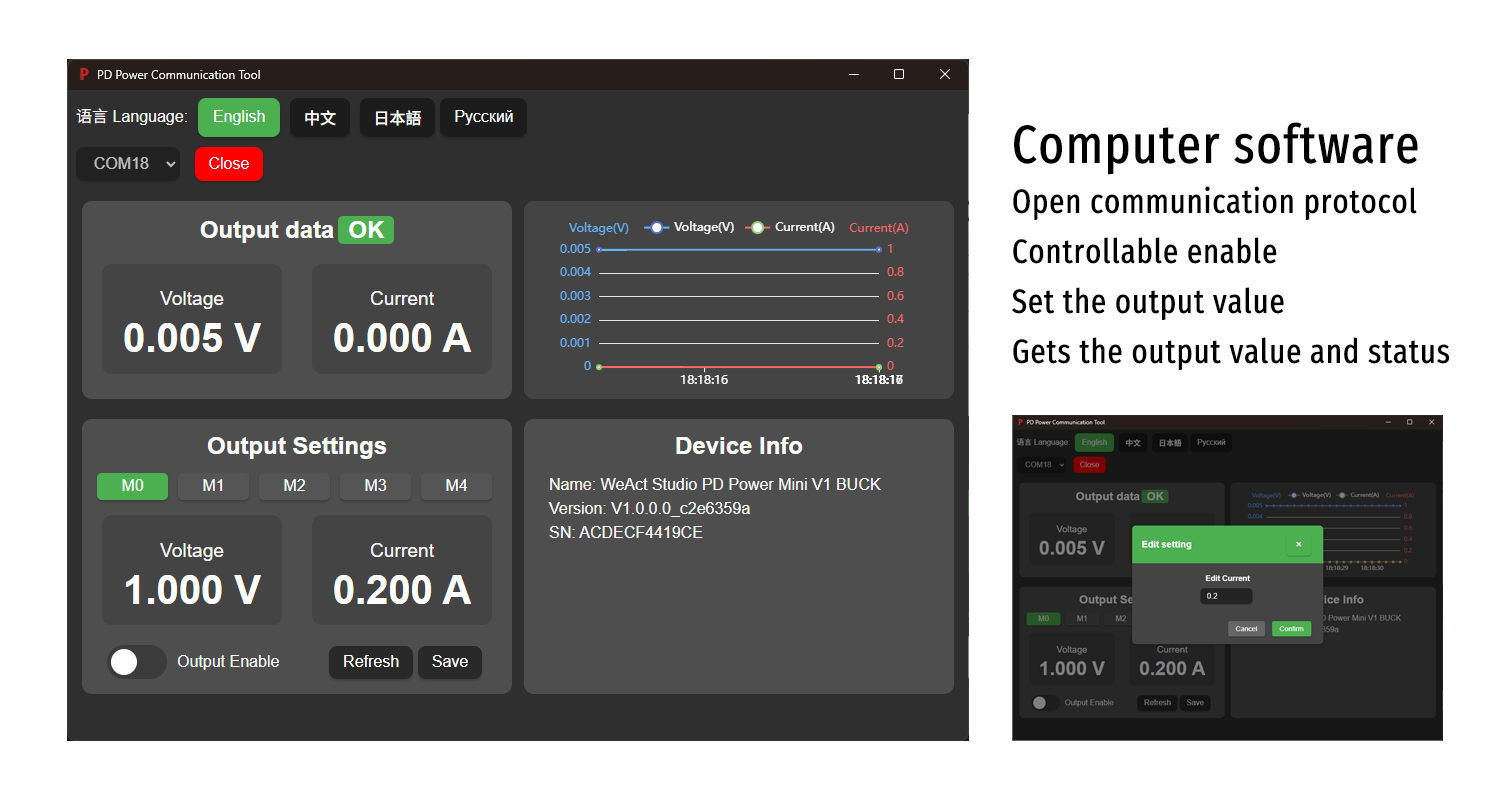 P PD Power Communication Tool
语言 Language: English 中文 日本語 Русский
COM18 Close
Output data OK
Voltage
0.005 V
Current
0.000 A
Voltage(V) Voltage(V) Current(A) Current(A)
0.005 1
0.004 0.8
0.003 0.6
0.002 0.4
0.001 0.2
0 0
18:18:16
Output Settings
M0 M1 M2 M3 M4
Voltage
1.000 V
Current
0.200 A
Output Enable Refresh Save
Device Info
Name: WeAct Studio PD Power Mini V1 BUCK
Version: V1.0.0.0_c2e6359a
SN: ACDECF4419CE
Computer software
Open communication protocol
Controllable enable
Set the output value
Gets the output value and status
P PD Power Communication Tool
语言 Language: English 中文 日本語 Русский
COM18 Close
Output data OK
Voltage
0.005 V
Voltage(V) Voltage(V) Current(A) Current(A)
0.005 1
0.004 0.8
0.6
0.4
0.2
0
18:18:29 18:18:30
Edit setting ×
Edit Current
0.2
Cancel Confirm
Output Se
M0 M1 M2
Voltage
1.000 V
Current
0.200 A
Output Enable Refresh Save
ice Info
Power Mini V1 BUCK
359a